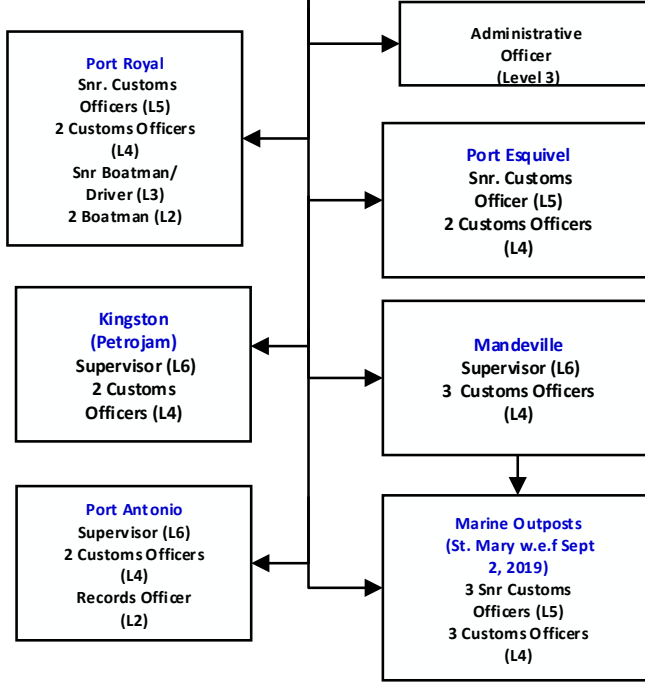 Administrative
Officer
(Level 3)
Port Royal
Snr. Customs
Officers (L5)
2 Customs Officers
(L4)
Snr Boatman/
Driver (L3)
2 Boatman (L2)
Port Esquivel
Snr. Customs
Officer (L5)
2 Customs Officers
(L4)
Kingston
(Petrojam)
Supervisor (L6)
2 Customs
Officers (L4)
Mandeville
Supervisor (L6)
3 Customs Officers
(L4)
Port Antonio
Supervisor (L6)
2 Customs Officers
(L4)
Records Officer
(L2)
Marine Outposts
(St. Mary w.e.f Sept
2, 2019)
3 Snr Customs
Officers (L5)
3 Customs Officers
(L4)